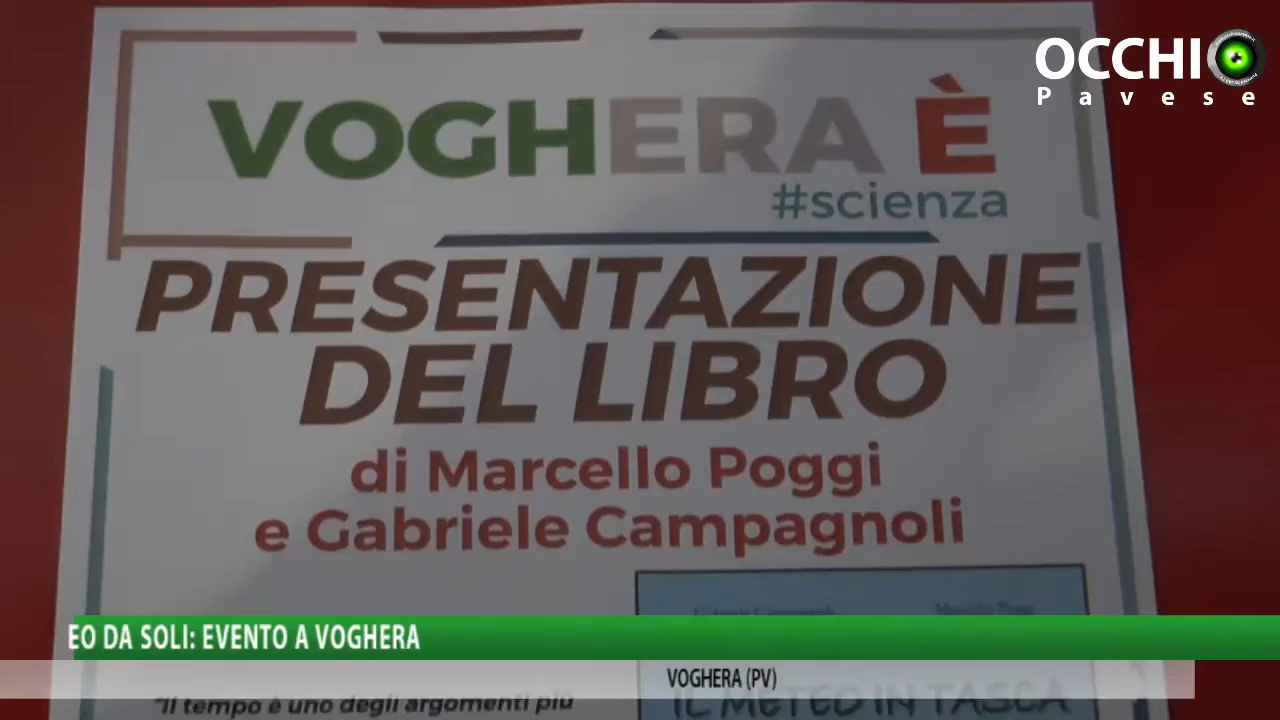 OCCHIO
Pavese
VOGHERA È
#scienza
PRESENTAZIONE
DEL LIBRO
di Marcello Poggi
e Gabriele Campagnoli
EO DA SOLI: EVENTO A VOGHERA
VOGHERA (PV)
"Il tempo è uno degli argomenti più
IL METEO IN TASCA